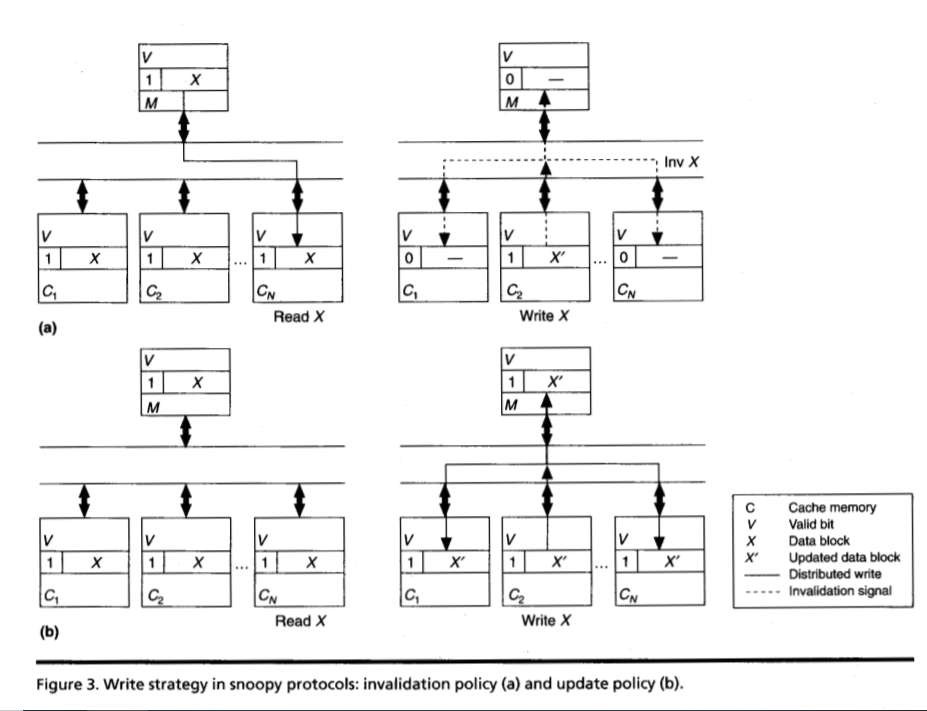 V
1 X
M
V
0 —
M
Inv X
V
1 X
C1
V
1 X
C2
...
V
1 X
CN
Read X
V
0 —
C1
V
1 X′
C2
...
V
0 —
CN
Write X
(a)
V
1 X
M
V
1 X′
M
V
1 X
C1
V
1 X
C2
...
V
1 X
CN
Read X
V
1 X′
C1
V
1 X′
C2
...
V
1 X′
CN
Write X
(b)
C Cache memory
V Valid bit
X Data block
X′ Updated data block
Distributed write
Invalidation signal
Figure 3. Write strategy in snoopy protocols: invalidation policy (a) and update policy (b).